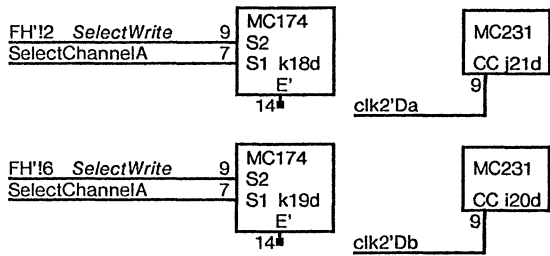 FH'!2 SelectWrite 9
SelectChannelA 7
MC174
S2
S1 k18d
E'
14
MC231
CC j21d
9
clk2'Da
FH'!6 SelectWrite 9
SelectChannelA 7
MC174
S2
S1 k19d
E'
14
MC231
CC i20d
9
clk2'Db